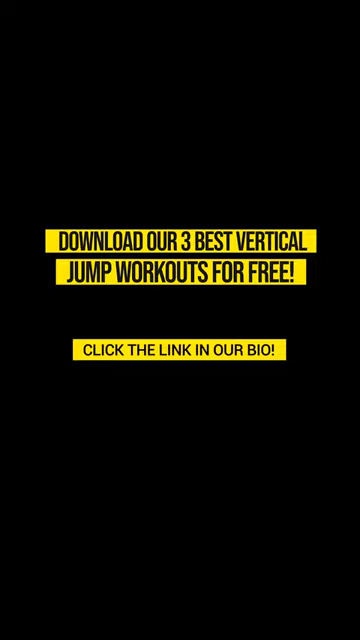 DOWNLOAD OUR 3 BEST VERTICAL
JUMP WORKOUTS FOR FREE!
CLICK THE LINK IN OUR BIO!